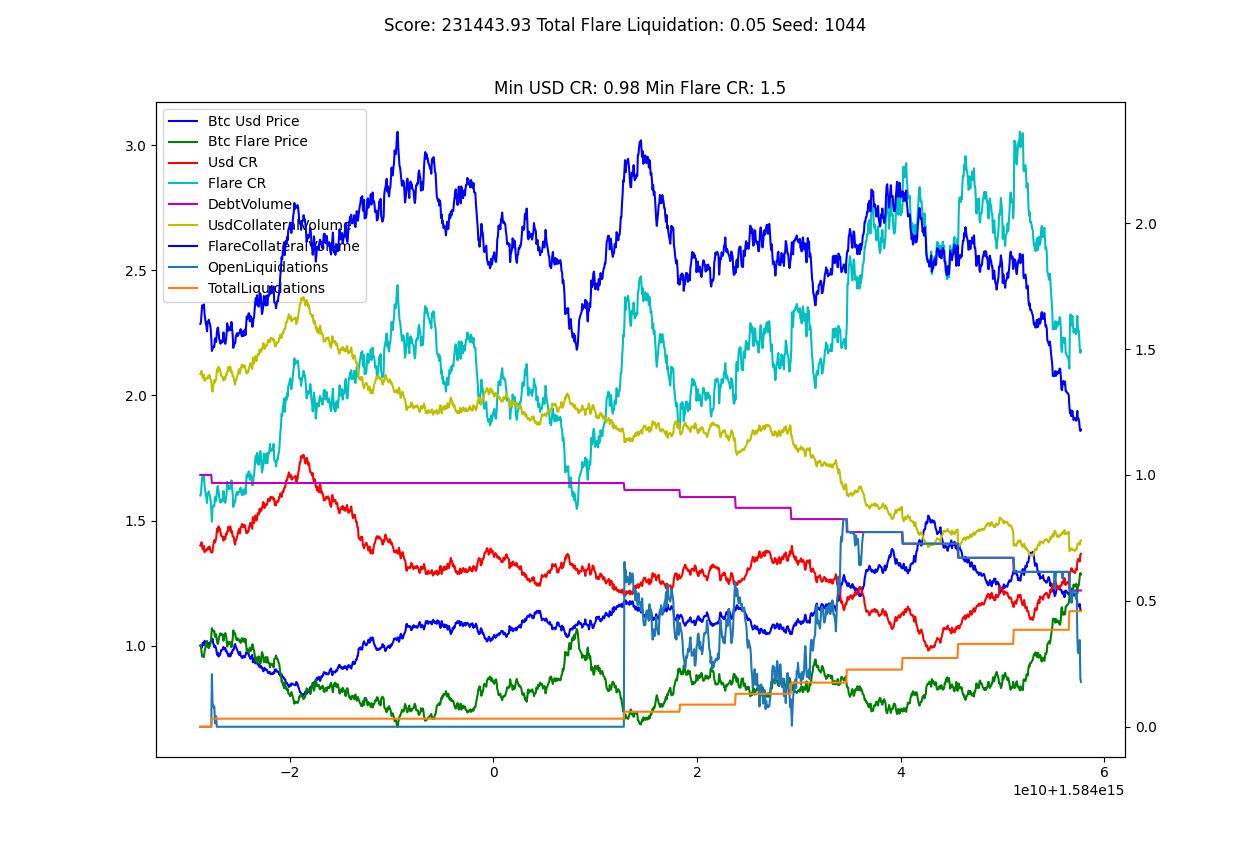 Score: 231443.93 Total Flare Liquidation: 0.05 Seed: 1044
Min USD CR: 0.98 Min Flare CR: 1.5
Btc Usd Price
Btc Flare Price
Usd CR
Flare CR
DebtVolume
UsdCollateralVolume
FlareCollateralVolume
OpenLiquidations
TotalLiquidations
3.0
2.5
2.0
1.5
1.0
2.0
1.5
1.0
0.5
0.0
−2
0
2
4
6
1e10+1.584e15